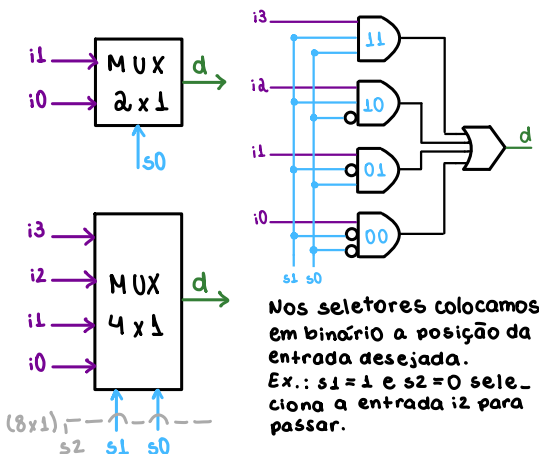 i1
i0
MUX
2x1
d
s0
i3
i2
i1
i0
MUX
4x1
d
(8x1)
s2
s1
s0
i3
11
i2
10
i1
01
i0
00
d
s1
s0
Nos seletores colocamos
em binário a posição da
entrada desejada.
Ex.: s1=1 e s2=0 sele_
ciona a entrada i2 para
passar.